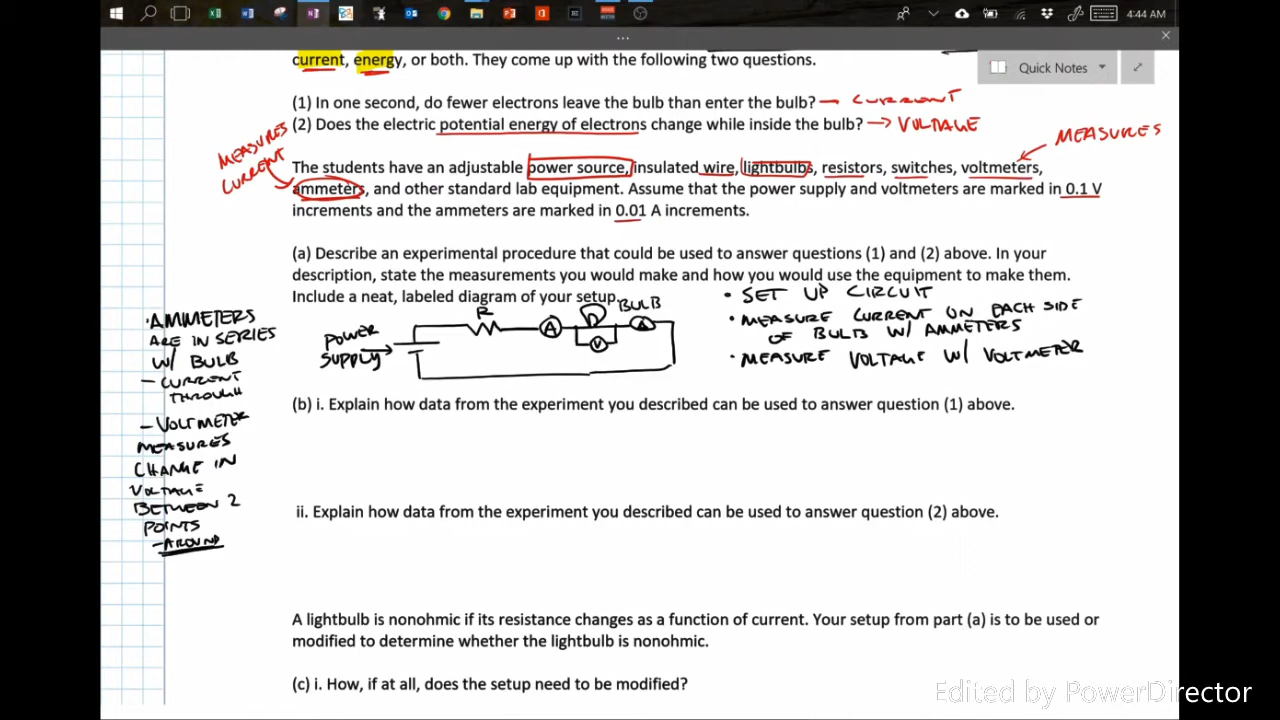 4:44 AM
...
Quick Notes
current, energy, or both. They come up with the following two questions.
(1) In one second, do fewer electrons leave the bulb than enter the bulb? → CURRENT
(2) Does the electric potential energy of electrons change while inside the bulb? → VOLTAGE
MEASURES
MEASURES
CURRENT
The students have an adjustable power source, insulated wire, lightbulbs, resistors, switches, voltmeters,
ammeters, and other standard lab equipment. Assume that the power supply and voltmeters are marked in 0.1 V
increments and the ammeters are marked in 0.01 A increments.
(a) Describe an experimental procedure that could be used to answer questions (1) and (2) above. In your
description, state the measurements you would make and how you would use the equipment to make them.
Include a neat, labeled diagram of your setup.
• SET UP CIRCUIT
• MEASURE CURRENT ON EACH SIDE
OF BULB W/ AMMETERS
• MEASURE VOLTAGE W/ VOLTMETER
POWER
SUPPLY
R
A
BULB
V
A
• AMMETERS
ARE IN SERIES
W/ BULB
- CURRENT
THROUGH
- VOLTMETER
MEASURES
CHANGE IN
VOLTAGE
BETWEEN 2
POINTS
- AROUND
(b) i. Explain how data from the experiment you described can be used to answer question (1) above.
ii. Explain how data from the experiment you described can be used to answer question (2) above.
A lightbulb is nonohmic if its resistance changes as a function of current. Your setup from part (a) is to be used or
modified to determine whether the lightbulb is nonohmic.
(c) i. How, if at all, does the setup need to be modified?
Edited by PowerDirector